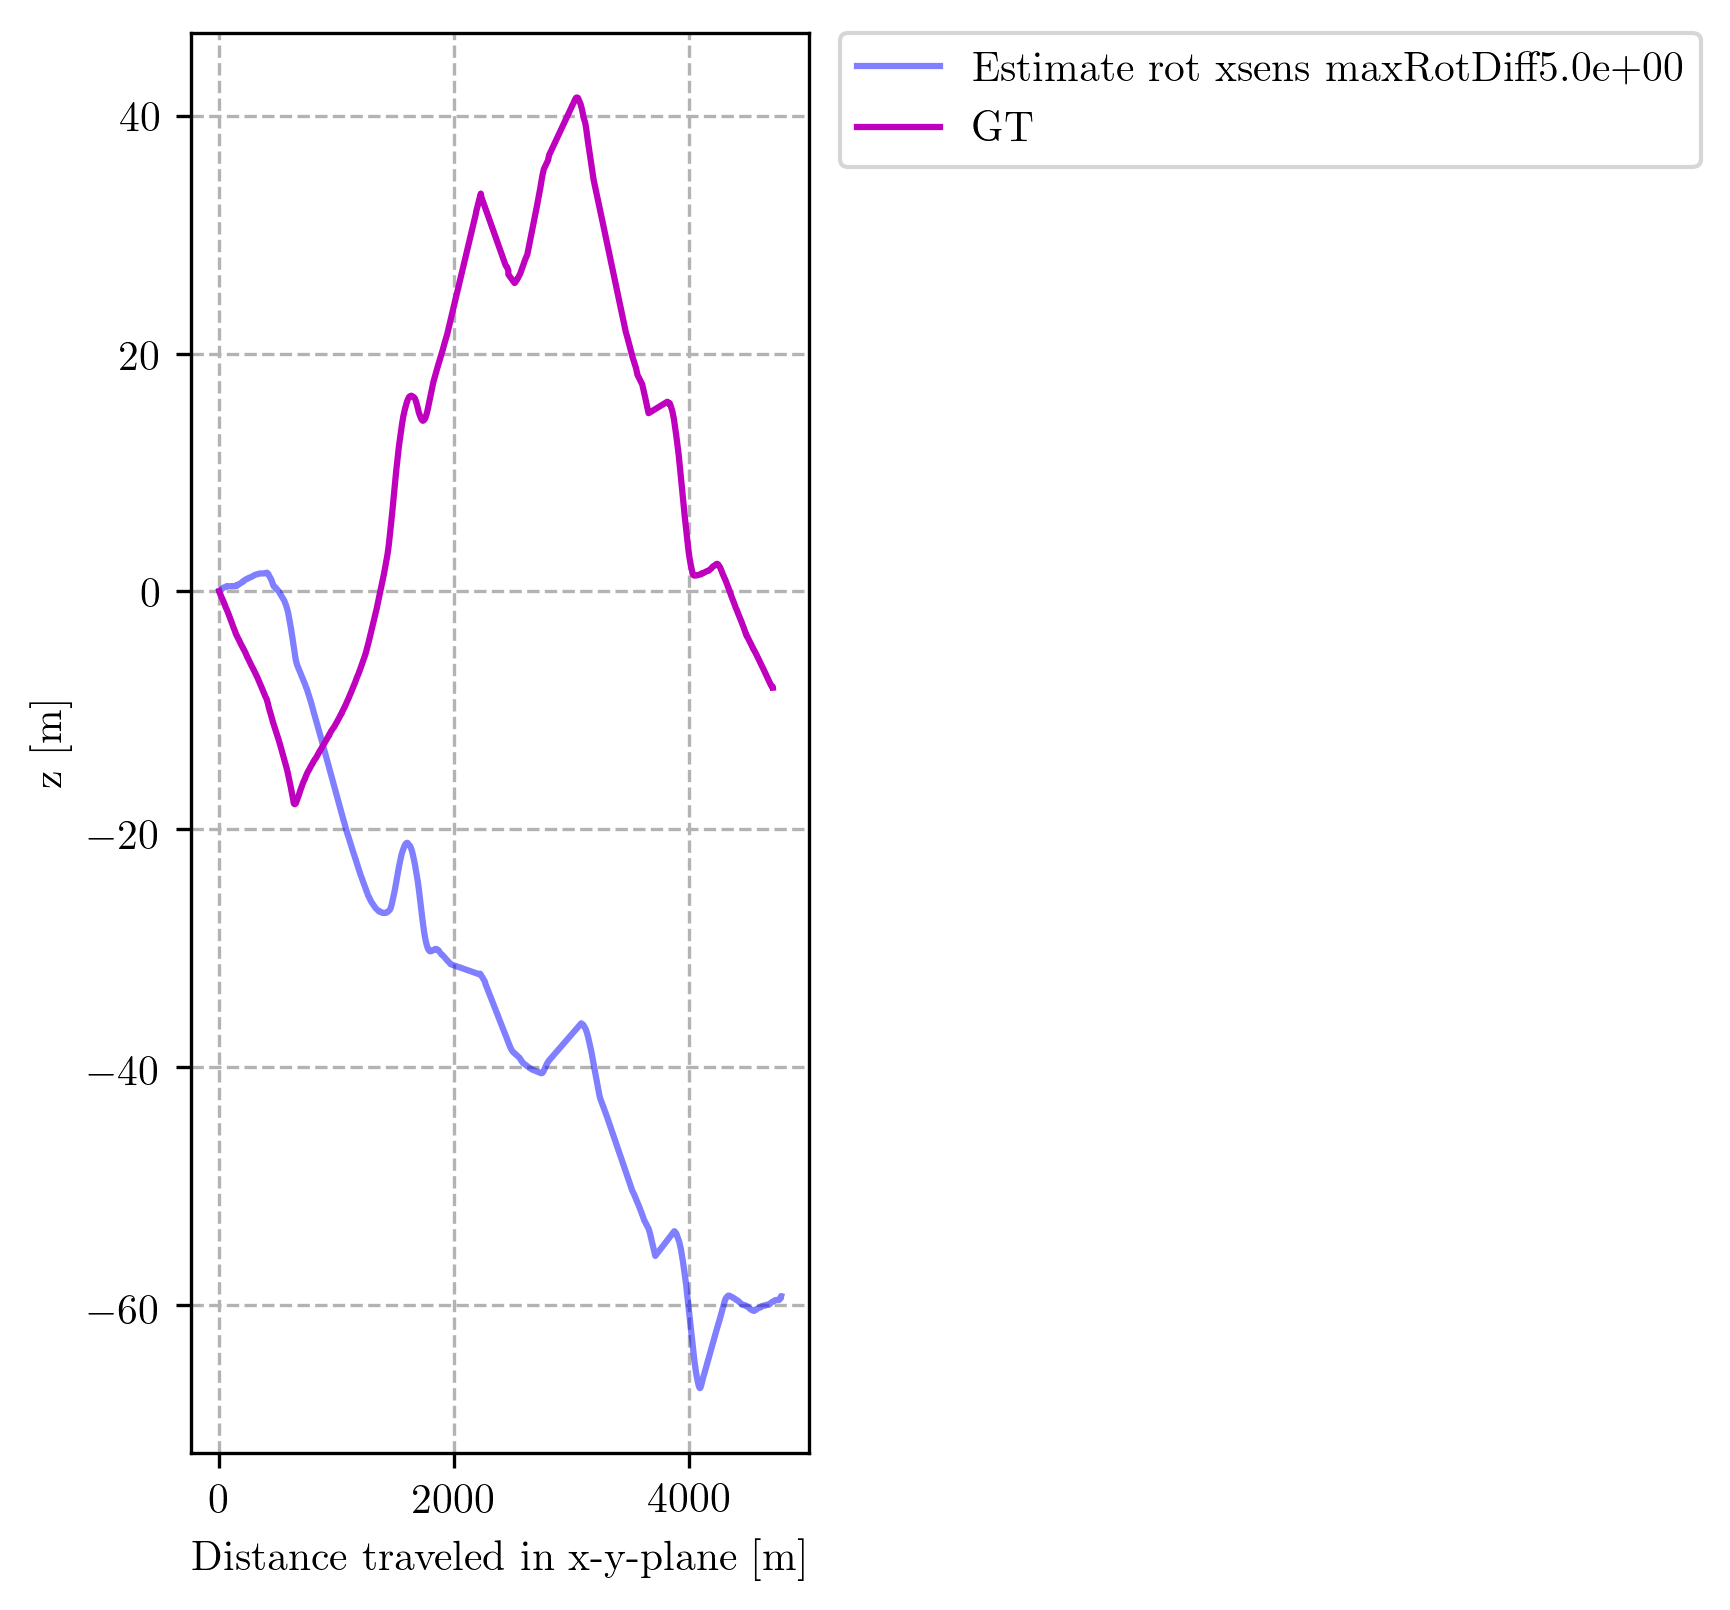 Estimate rot xsens maxRotDiff5.0e+00
GT
40
20
0
−20
−40
−60
z [m]
0 2000 4000
Distance traveled in x-y-plane [m]